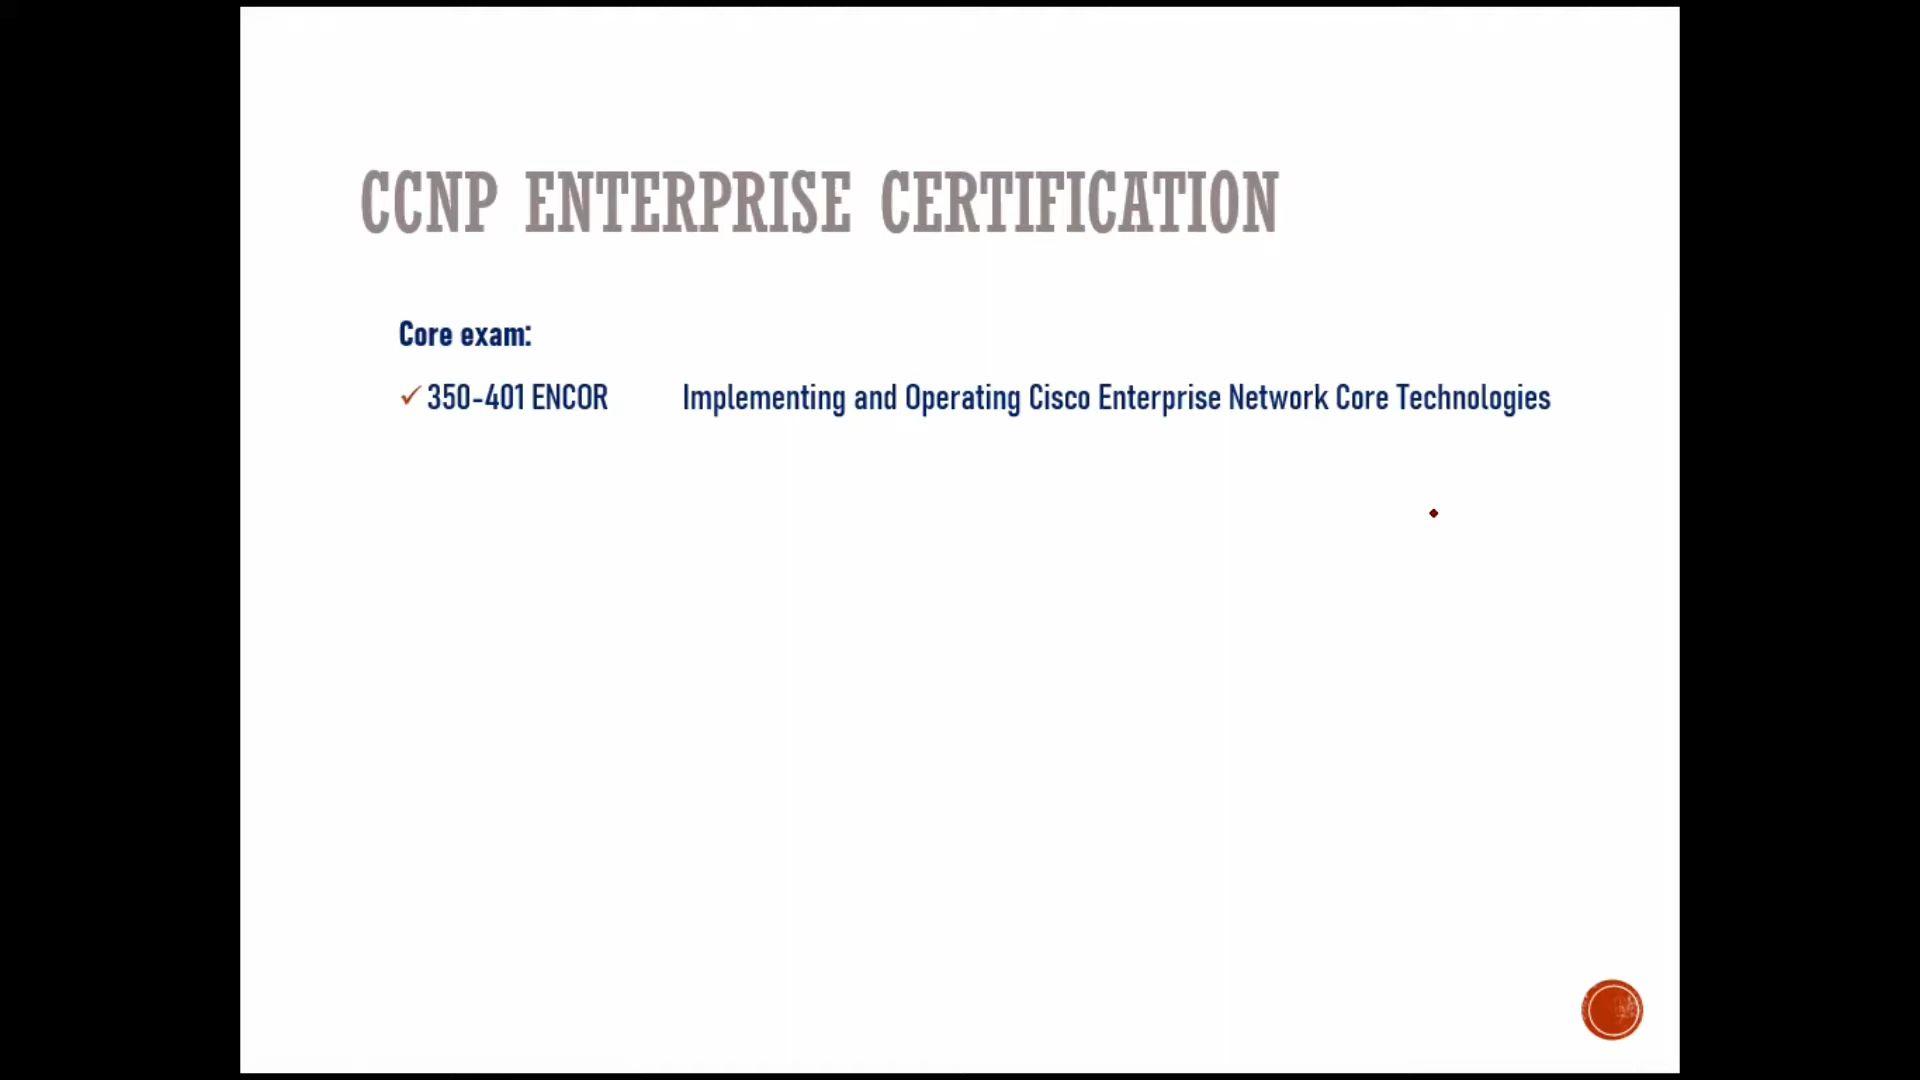 CCNP ENTERPRISE CERTIFICATION
Core exam:
✓ 350-401 ENCOR Implementing and Operating Cisco Enterprise Network Core Technologies